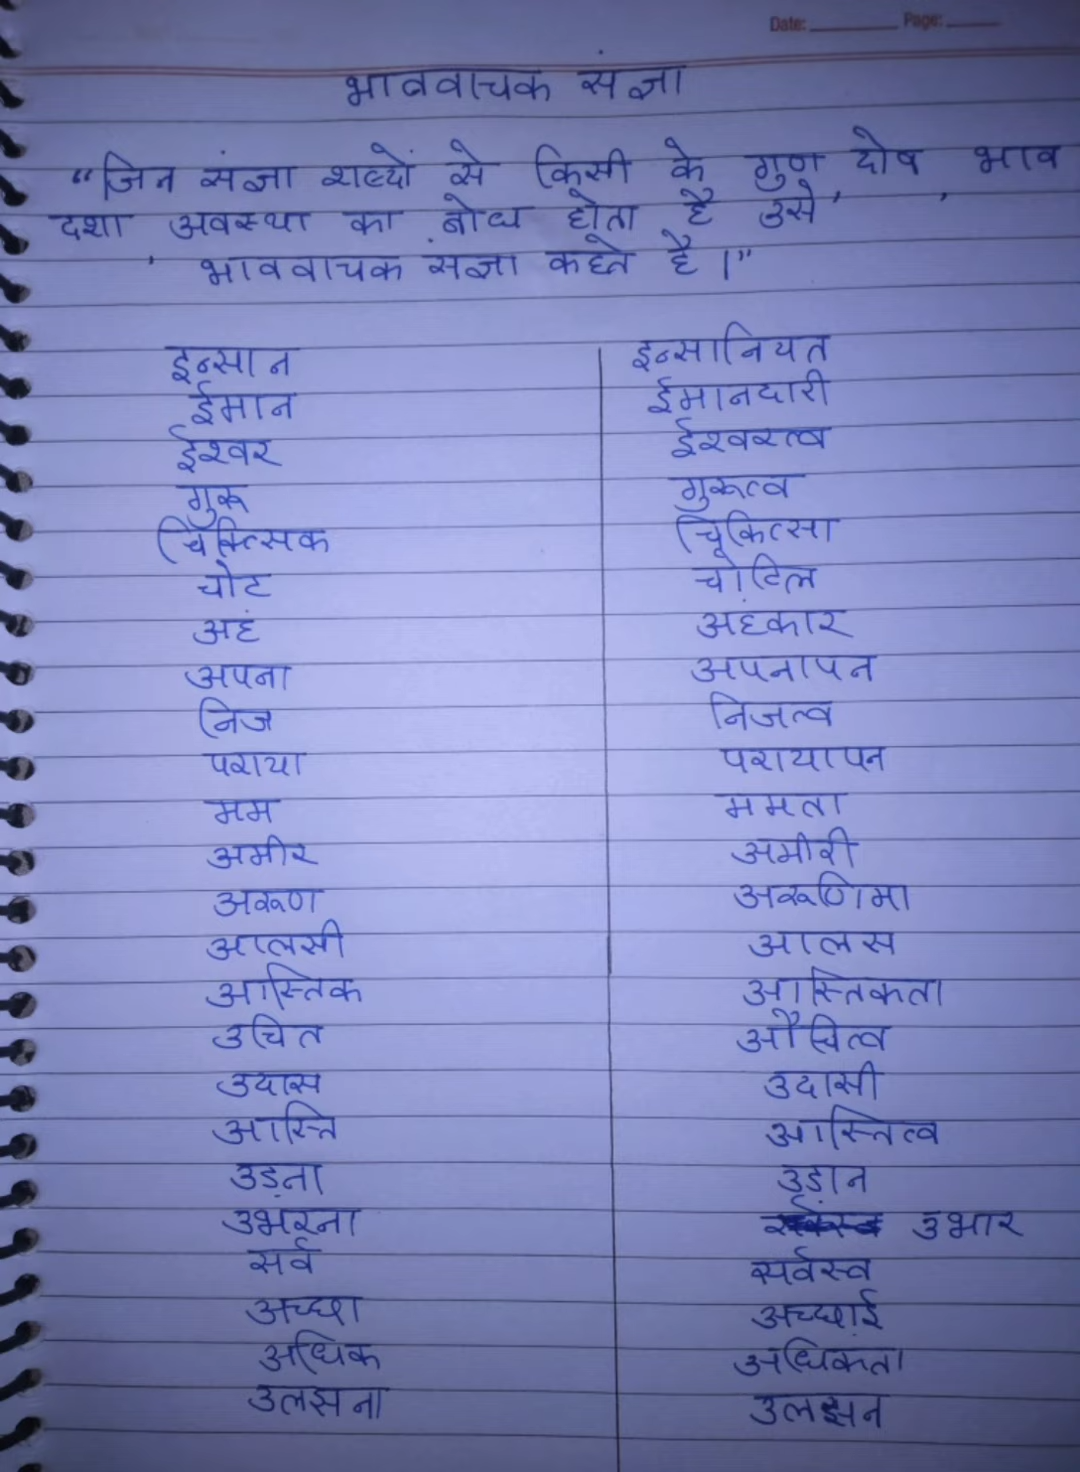 Date: Page:
भाववाचक संज्ञा
“जिन संज्ञा शब्दों से किसी के गुण दोष, भाव
दशा, अवस्था का बोध होता है उसे
भाववाचक संज्ञा कहते है।”
इन्सान इन्सानियत
ईमान ईमानदारी
ईश्वर ईश्वरत्व
गुरू गुरूत्व
चिकित्सक चिकित्सा
चोट चोटिल
अहं अहंकार
अपना अपनापन
निज निजत्व
पराया परायापन
मम ममता
अमीर अमीरी
अरूण अरूणिमा
आलसी आलस
आस्तिक आस्तिकता
उचित औचित्व
उदास उदासी
आस्ति आस्तित्व
उड़ना उड़ान
उभरना उभार
सर्व सर्वस्व
अच्छा अच्छाई
अधिक अधिकता
उलझना उलझन